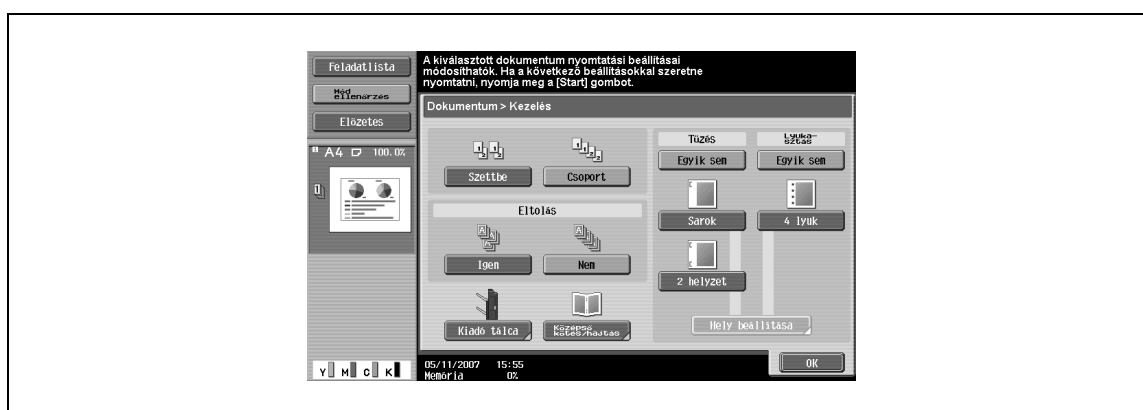 Feladatlista
Mód
ellenőrzés
Előzetes
A4 100.0%
A kiválasztott dokumentum nyomtatási beállításai
módosíthatók. Ha a következő beállításokkal szeretne
nyomtatni, nyomja meg a [Start] gombot.
Dokumentum > Kezelés
Szettbe
Csoport
Eltolás
Igen
Nem
Kiadó tálca
Középső
kötés/hajtás
Tűzés
Egyik sem
Sarok
2 helyzet
Lyuka-
sztás
Egyik sem
4 lyuk
Hely beállítása
Y M C K
05/11/2007 15:55
Memória 0%
OK